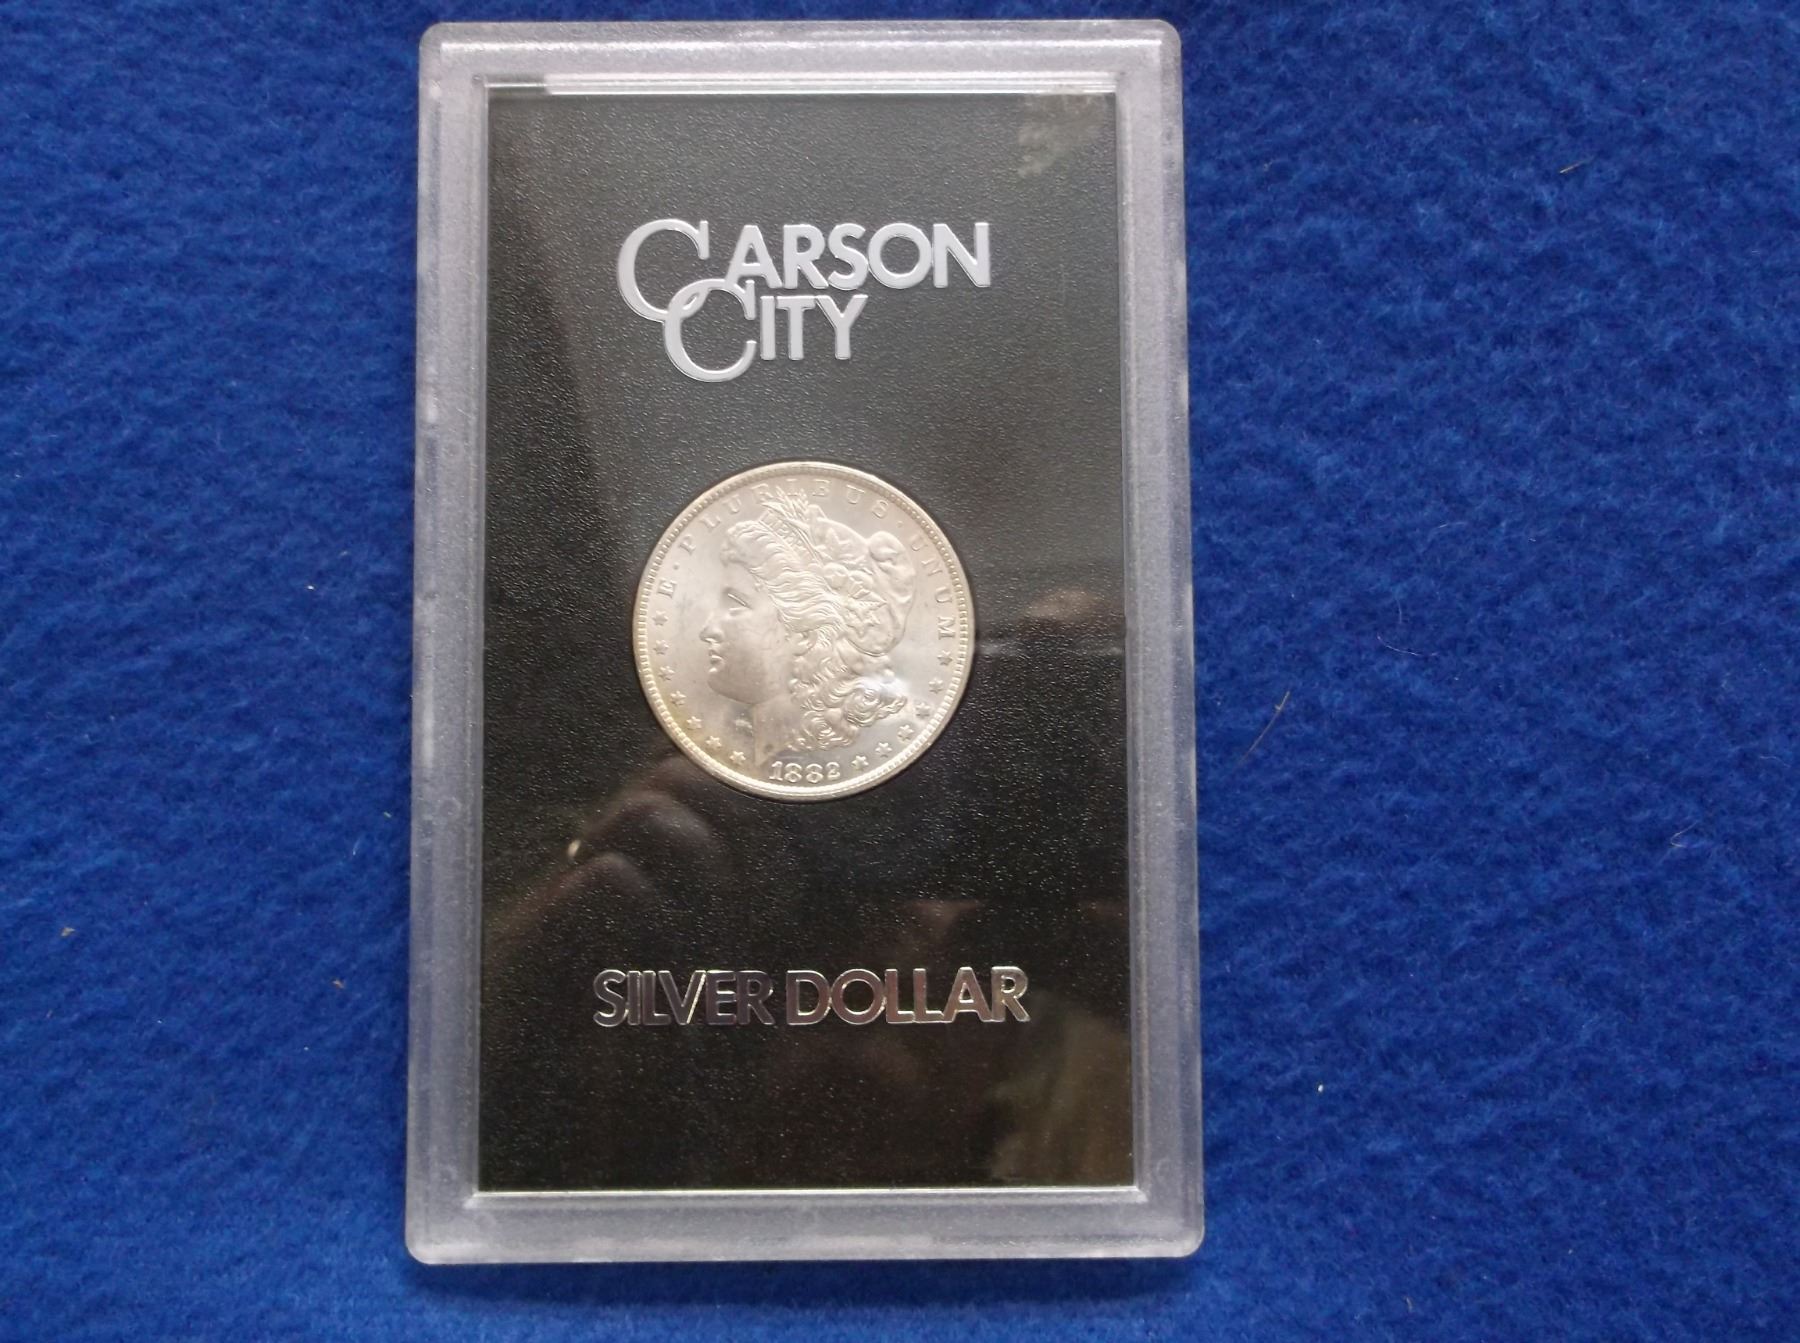 CARSON
CITY
E·PLURIBUS·UNUM
1882
SILVER DOLLAR